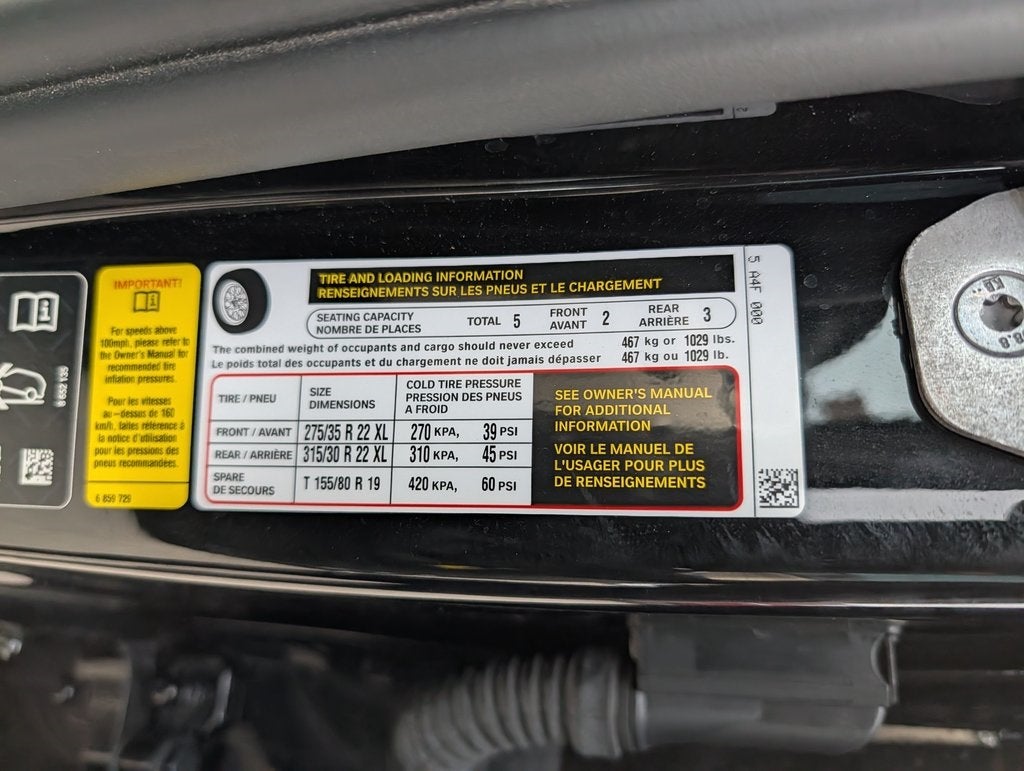 8 652 135
IMPORTANT!
For speeds above
100mph, please refer to
the Owner's Manual for
recommended tire
inflation pressures.
Pour les vitesses
au-dessus de 160
km/h, faites référence à
la notice d'utilisation
pour les pressions des
pneus recommandées.
6 859 729
TIRE AND LOADING INFORMATION
RENSEIGNEMENTS SUR LES PNEUS ET LE CHARGEMENT
SEATING CAPACITY
NOMBRE DE PLACES
TOTAL 5
FRONT
AVANT 2
REAR
ARRIÈRE 3
The combined weight of occupants and cargo should never exceed 467 kg or 1029 lbs.
Le poids total des occupants et du chargement ne doit jamais dépasser 467 kg ou 1029 lb.
TIRE / PNEU
SIZE
DIMENSIONS
COLD TIRE PRESSURE
PRESSION DES PNEUS
A FROID
FRONT / AVANT 275/35 R 22 XL 270 KPA, 39 PSI
REAR / ARRIÈRE 315/30 R 22 XL 310 KPA, 45 PSI
SPARE
DE SECOURS T 155/80 R 19 420 KPA, 60 PSI
SEE OWNER'S MANUAL
FOR ADDITIONAL
INFORMATION
VOIR LE MANUEL DE
L'USAGER POUR PLUS
DE RENSEIGNEMENTS
5 A4F 000
KD.
8.8